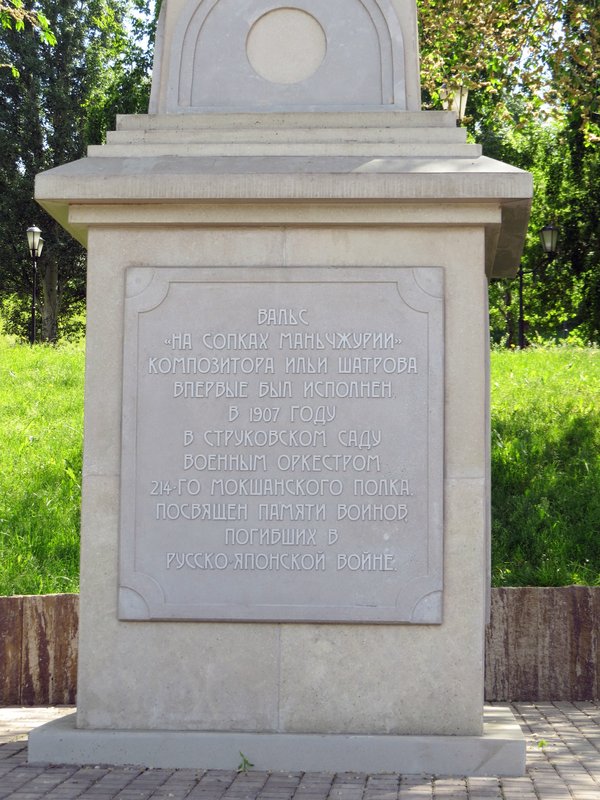 ВАЛЬС
«НА СОПКАХ МАНЬЧЖУРИИ»
КОМПОЗИТОРА ИЛЬИ ШАТРОВА
ВПЕРВЫЕ БЫЛ ИСПОЛНЕН
В 1907 ГОДУ
В СТРУКОВСКОМ САДУ
ВОЕННЫМ ОРКЕСТРОМ
214-ГО МОКШАНСКОГО ПОЛКА.
ПОСВЯЩЕН ПАМЯТИ ВОИНОВ,
ПОГИБШИХ В
РУССКО-ЯПОНСКОЙ ВОЙНЕ.